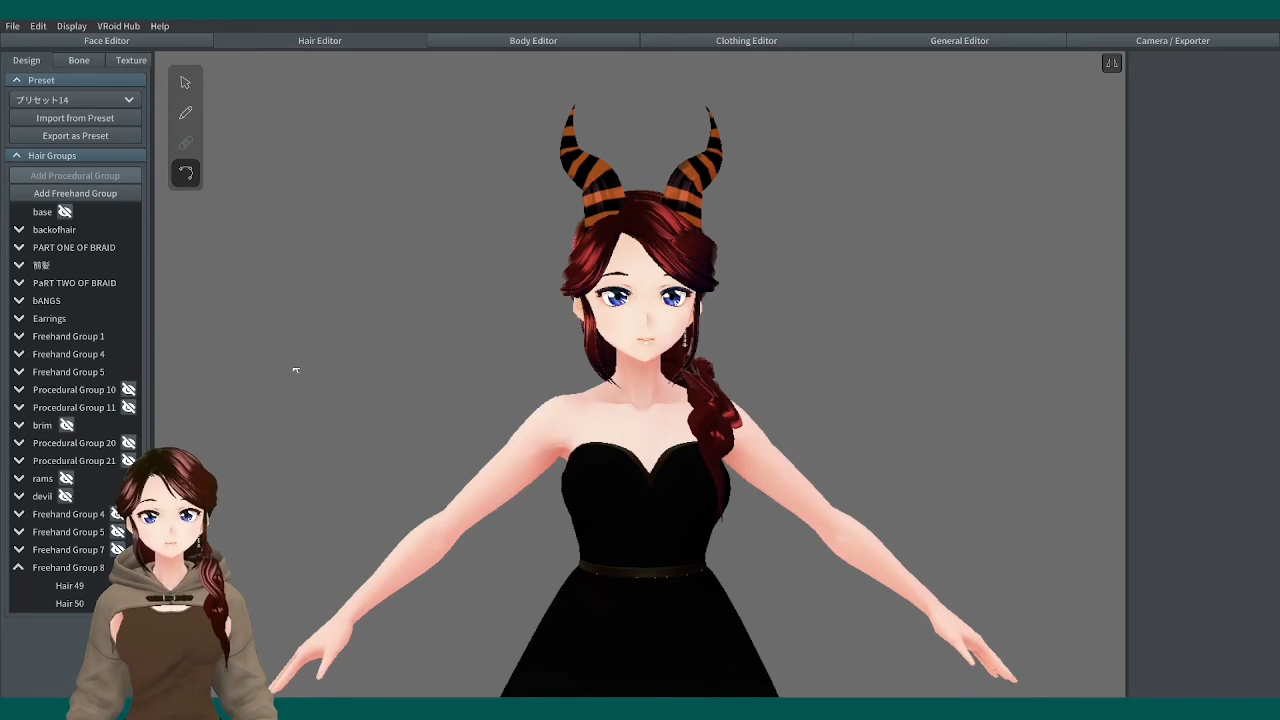 File Edit Display VRoid Hub Help
Face Editor Hair Editor Body Editor Clothing Editor General Editor Camera / Exporter
Design Bone Texture
Preset
プリセット14
Import from Preset
Export as Preset
Hair Groups
Add Procedural Group
Add Freehand Group
base
backofhair
PART ONE OF BRAID
前髪
PaRT TWO OF BRAID
bANGS
Earrings
Freehand Group 1
Freehand Group 4
Freehand Group 5
Procedural Group 10
Procedural Group 11
brim
Procedural Group 20
Procedural Group 21
rams
devil
Freehand Group 4
Freehand Group 5
Freehand Group 7
Freehand Group 8
Hair 49
Hair 50